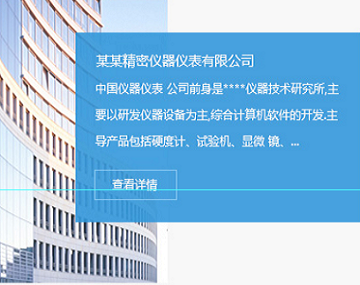 某某精密仪器仪表有限公司
中国仪器仪表 公司前身是****仪器技术研究所,主
要以研发仪器设备为主,综合计算机软件的开发.主
导产品包括硬度计、试验机、显微 镜、...
查看详情